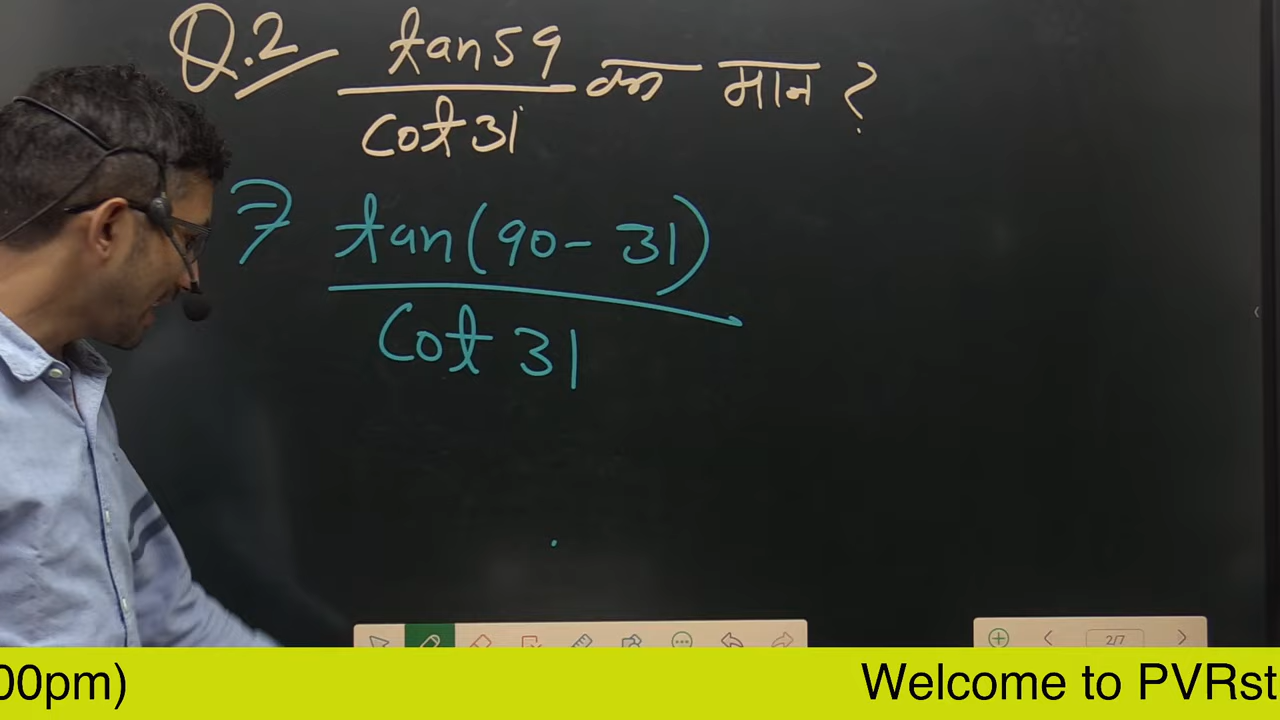 Q.2 tan59 का मान ?
cot31
⇒ tan(90-31)
cot 31
2/7
00pm) Welcome to PVRst